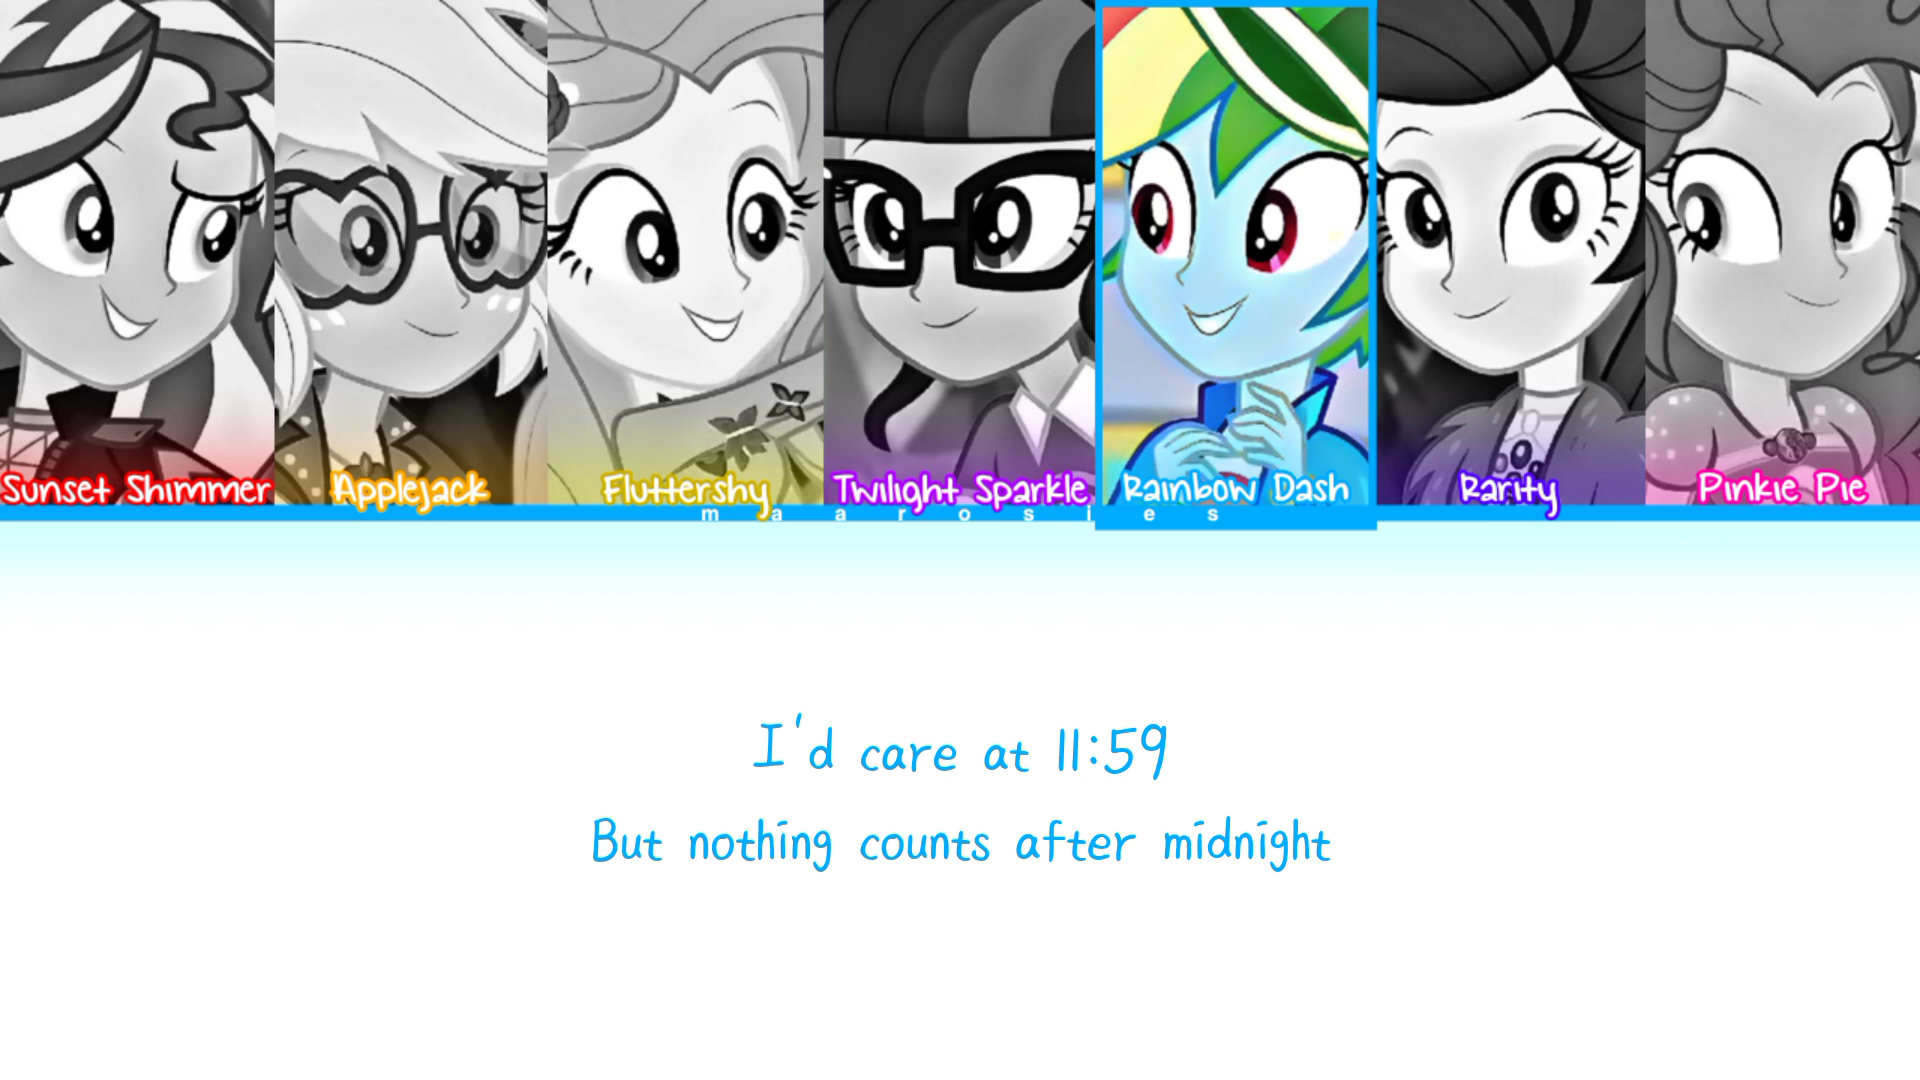 Sunset Shimmer
Applejack
Fluttershy
Twilight Sparkle
Rainbow Dash
Rarity
Pinkie Pie
m a a r o s i e s
I'd care at 11:59
But nothing counts after midnight